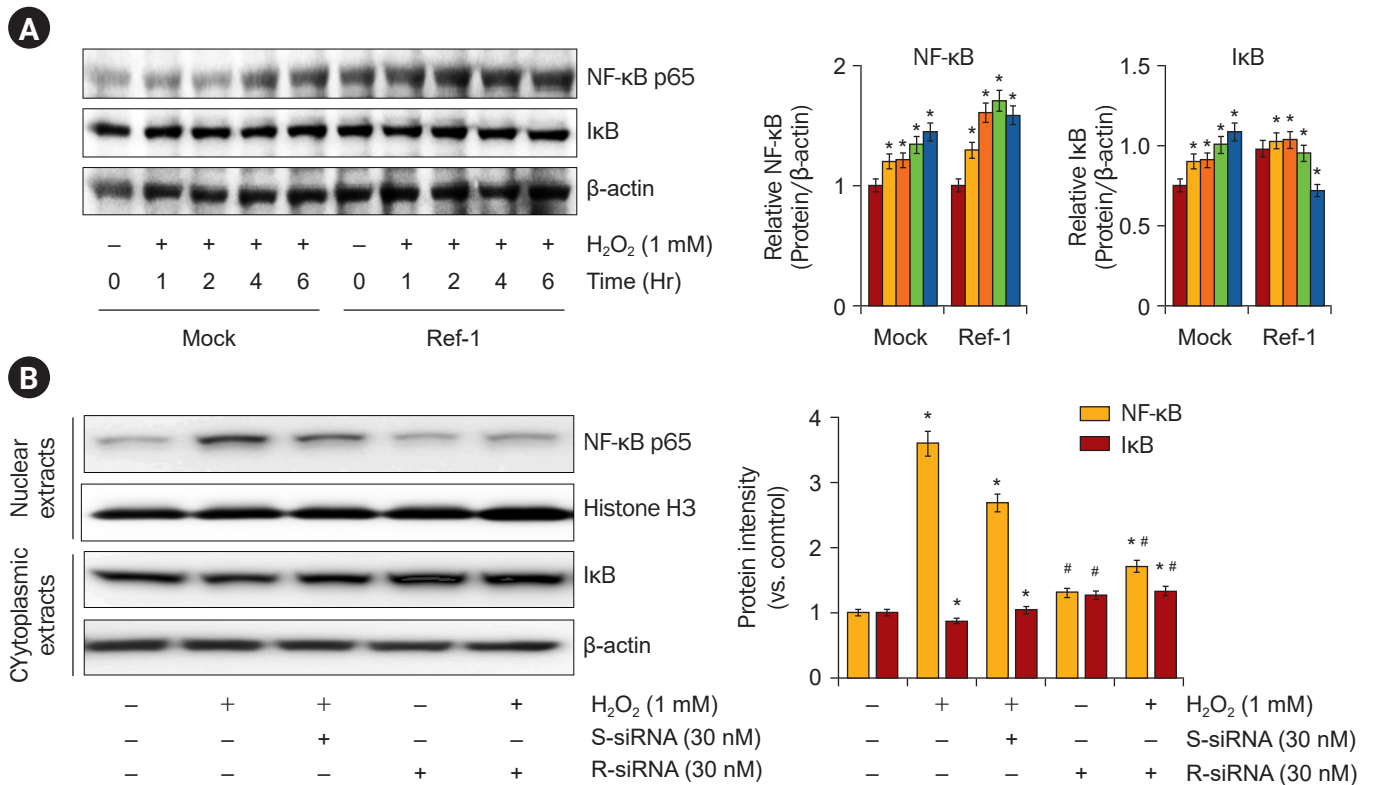 A
NF-κB p65
IκB
β-actin
– + + + + – + + + + H₂O₂ (1 mM)
0 1 2 4 6 0 1 2 4 6 Time (Hr)
Mock Ref-1
NF-κB
Relative NF-κB
(Protein/β-actin)
2
1
0
* * * *
* * * *
Mock Ref-1
IκB
Relative IκB
(Protein/β-actin)
1.5
1.0
0.5
0
* * * *
* * * *
Mock Ref-1
B
Nuclear
extracts
NF-κB p65
Histone H3
CYytoplasmic
extracts
IκB
β-actin
– + + – + H₂O₂ (1 mM)
– – + – – S-siRNA (30 nM)
– – – + + R-siRNA (30 nM)
Protein intensity
(vs. comtrol)
4
3
2
1
0
NF-κB
IκB
* * * * # # * # * #
– + + – + H₂O₂ (1 mM)
– – + – – S-siRNA (30 nM)
– – – + + R-siRNA (30 nM)